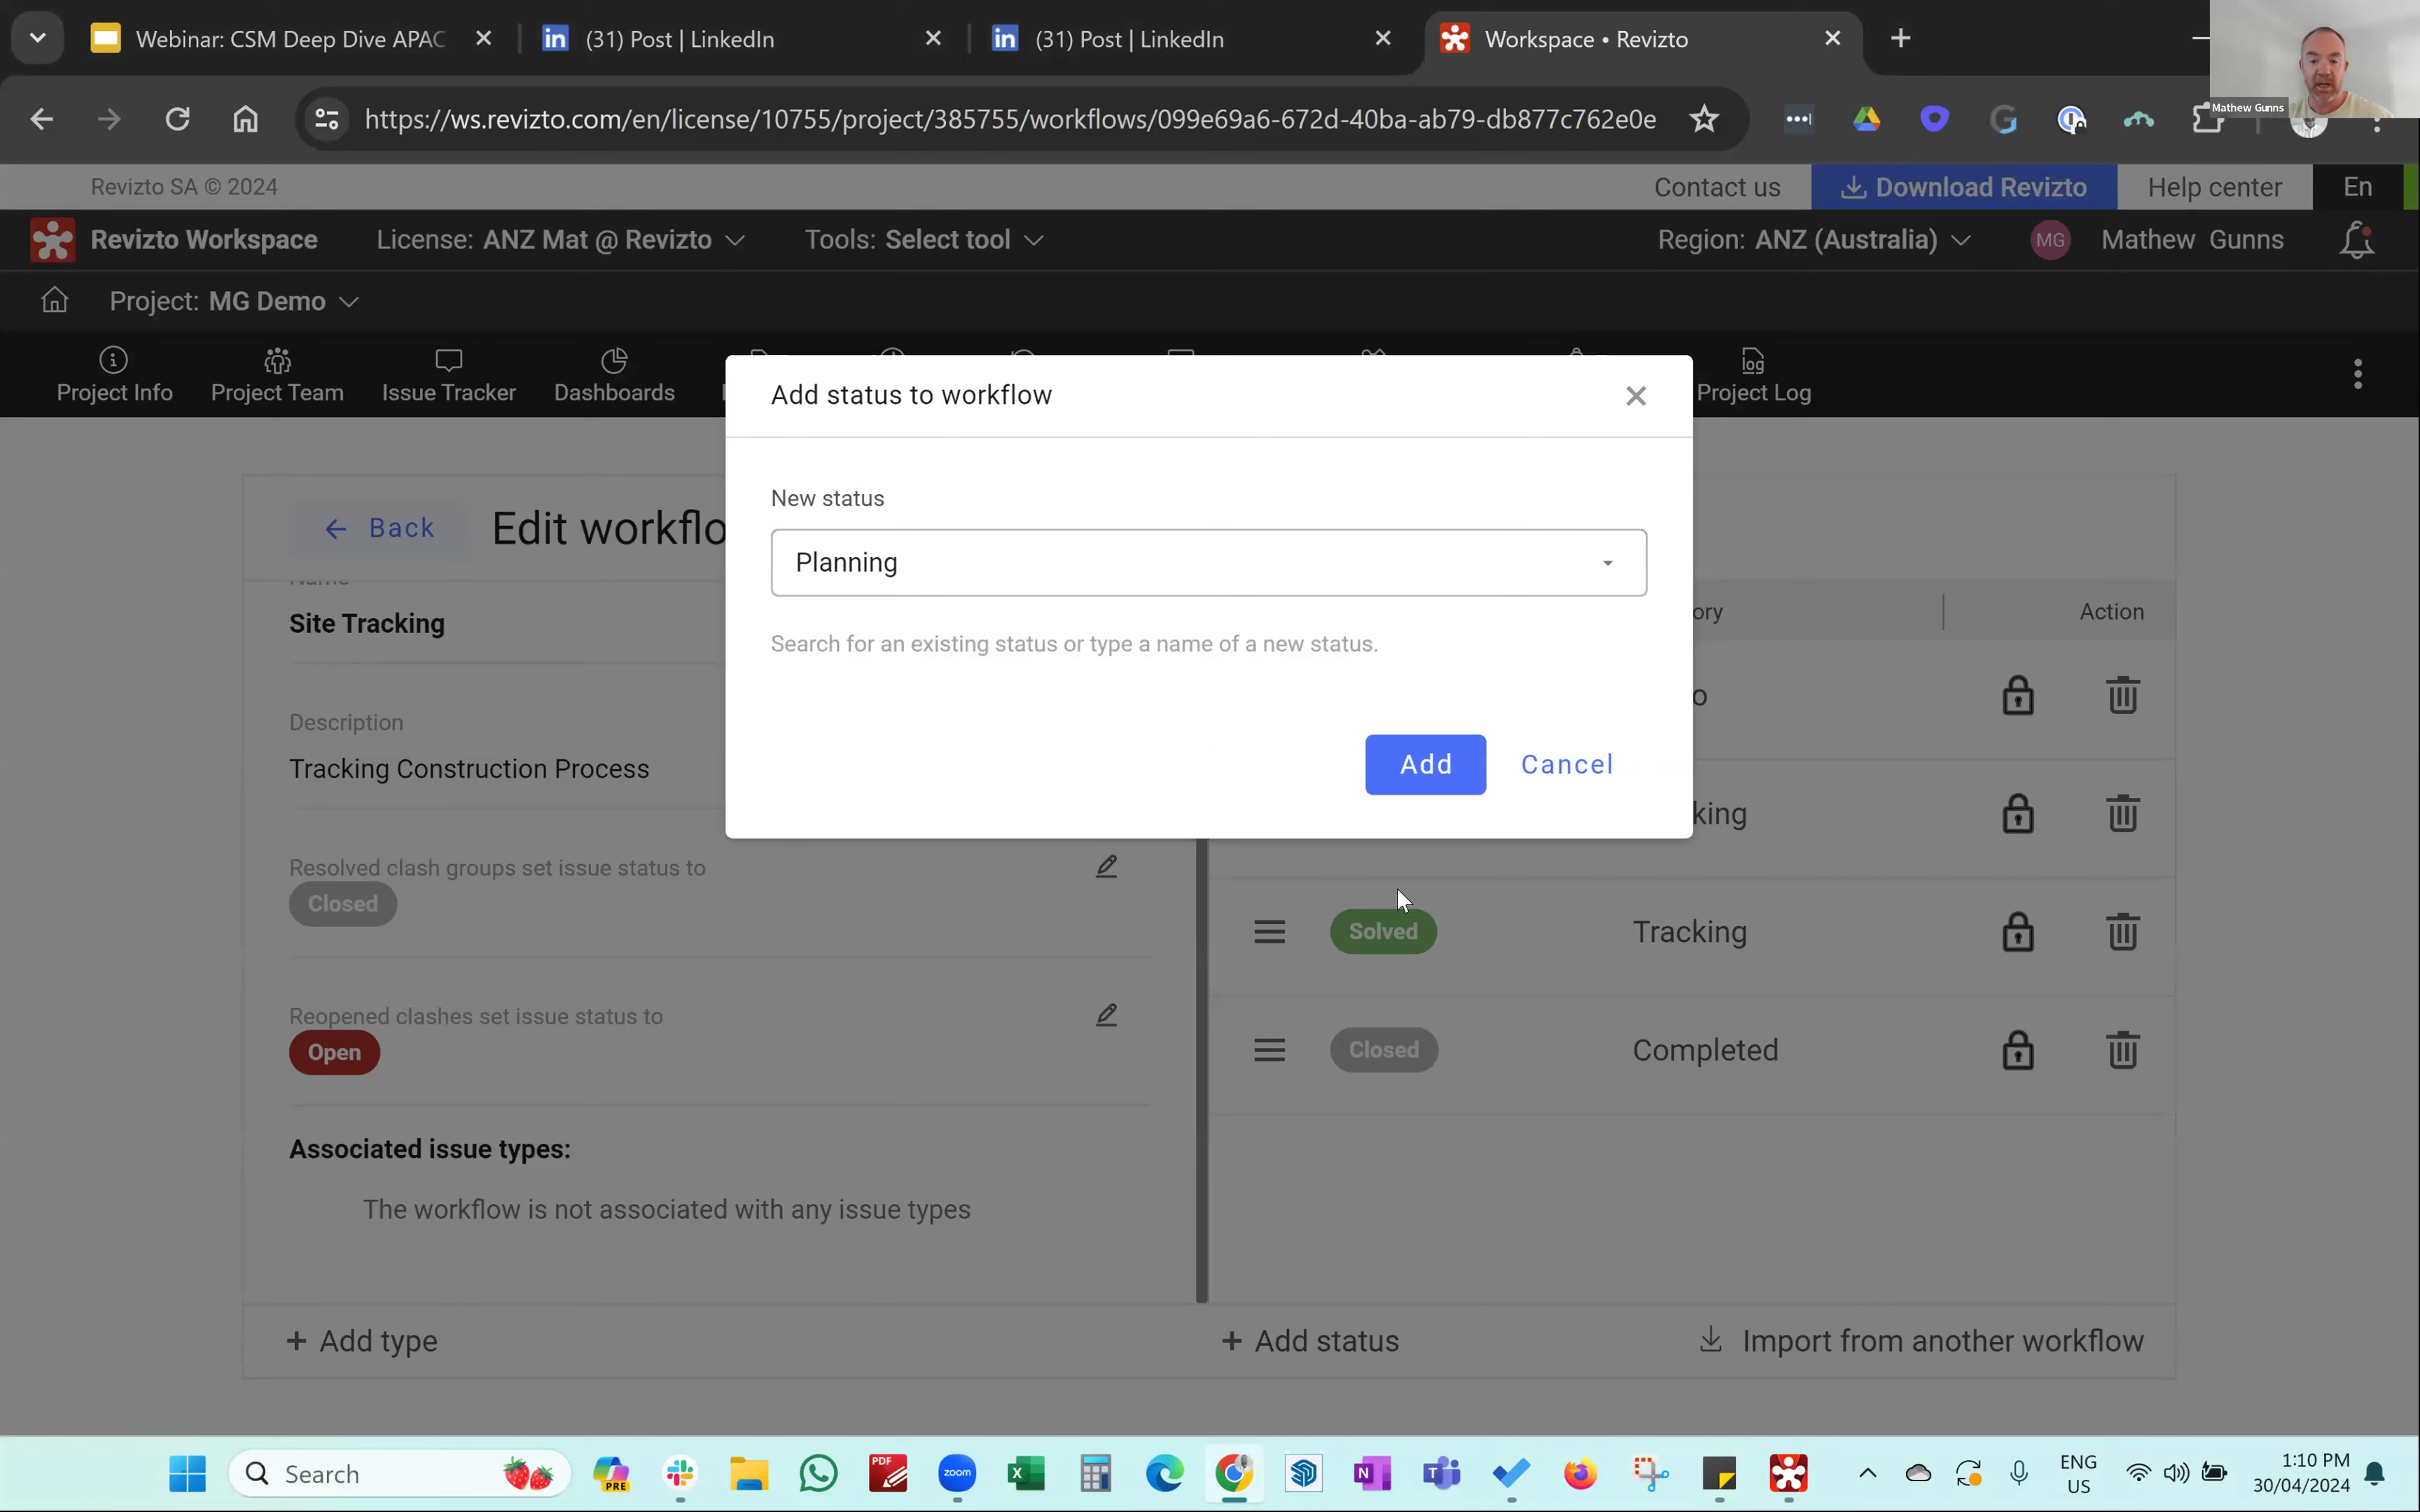 Webinar: CSM Deep Dive APAC
(31) Post | LinkedIn
(31) Post | LinkedIn
Workspace • Revizto
Mathew Gunns
https://ws.revizto.com/en/license/10755/project/385755/workflows/099e69a6-672d-40ba-ab79-db877c762e0e
Revizto SA © 2024
Contact us
Download Revizto
Help center
En
Revizto Workspace
License: ANZ Mat @ Revizto
Tools: Select tool
Region: ANZ (Australia)
MG
Mathew Gunns
Project: MG Demo
Project Info
Project Team
Issue Tracker
Dashboards
log
Project Log
Add status to workflow
New status
Planning
Search for an existing status or type a name of a new status.
Add
Cancel
Back
Edit workflo
Name
Site Tracking
Description
Tracking Construction Process
Resolved clash groups set issue status to
Closed
Reopened clashes set issue status to
Open
Associated issue types:
The workflow is not associated with any issue types
+ Add type
ory
Action
o
king
Solved
Tracking
Closed
Completed
+ Add status
Import from another workflow
Search
PRE
PDF
zoom
ENG
US
1:10 PM
30/04/2024